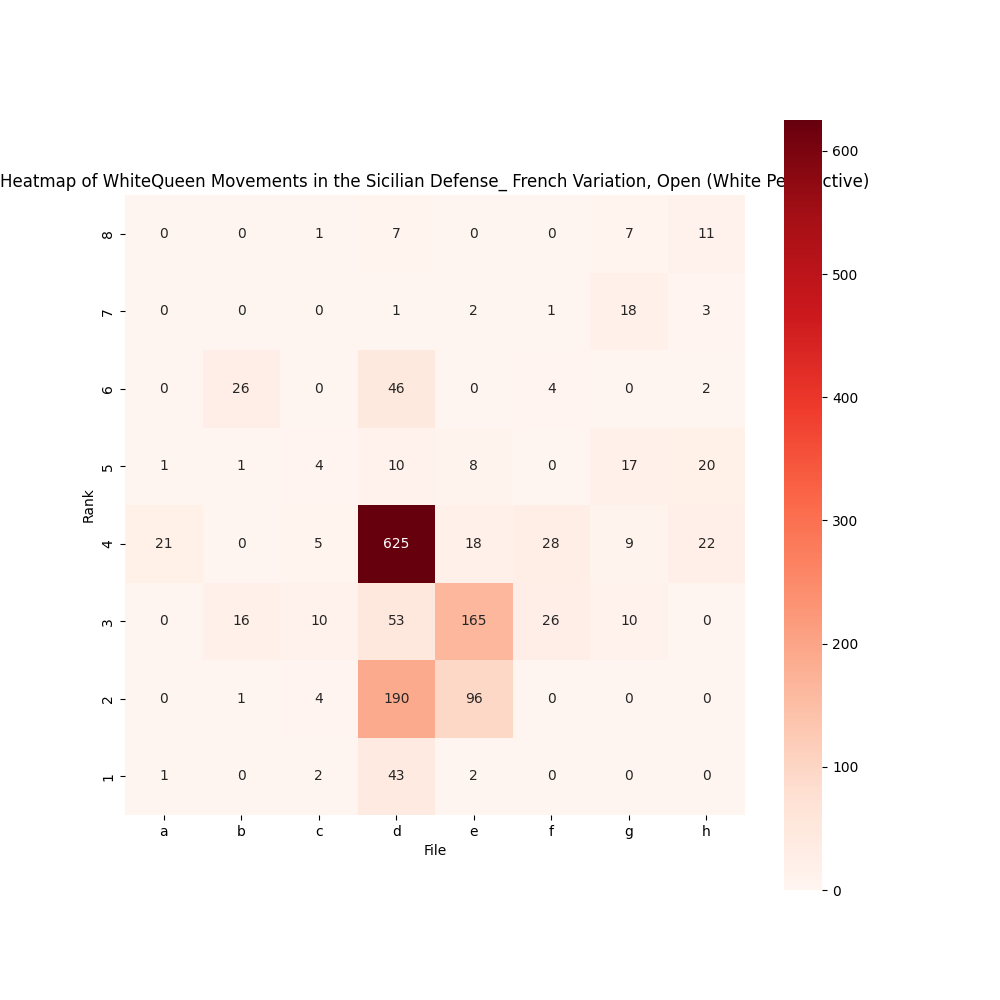 600
Heatmap of WhiteQueen Movements in the Sicilian Defense_ French Variation, Open (White Pe ctive)
8 0 0 1 7 0 0 7 11
500
7 0 0 0 1 2 1 18 3
6 0 26 0 46 0 4 0 2
400
5 1 1 4 10 8 0 17 20
Rank
300
4 21 0 5 625 18 28 9 22
3 0 16 10 53 165 26 10 0
200
2 0 1 4 190 96 0 0 0
100
1 1 0 2 43 2 0 0 0
a b c d e f g h
File
0